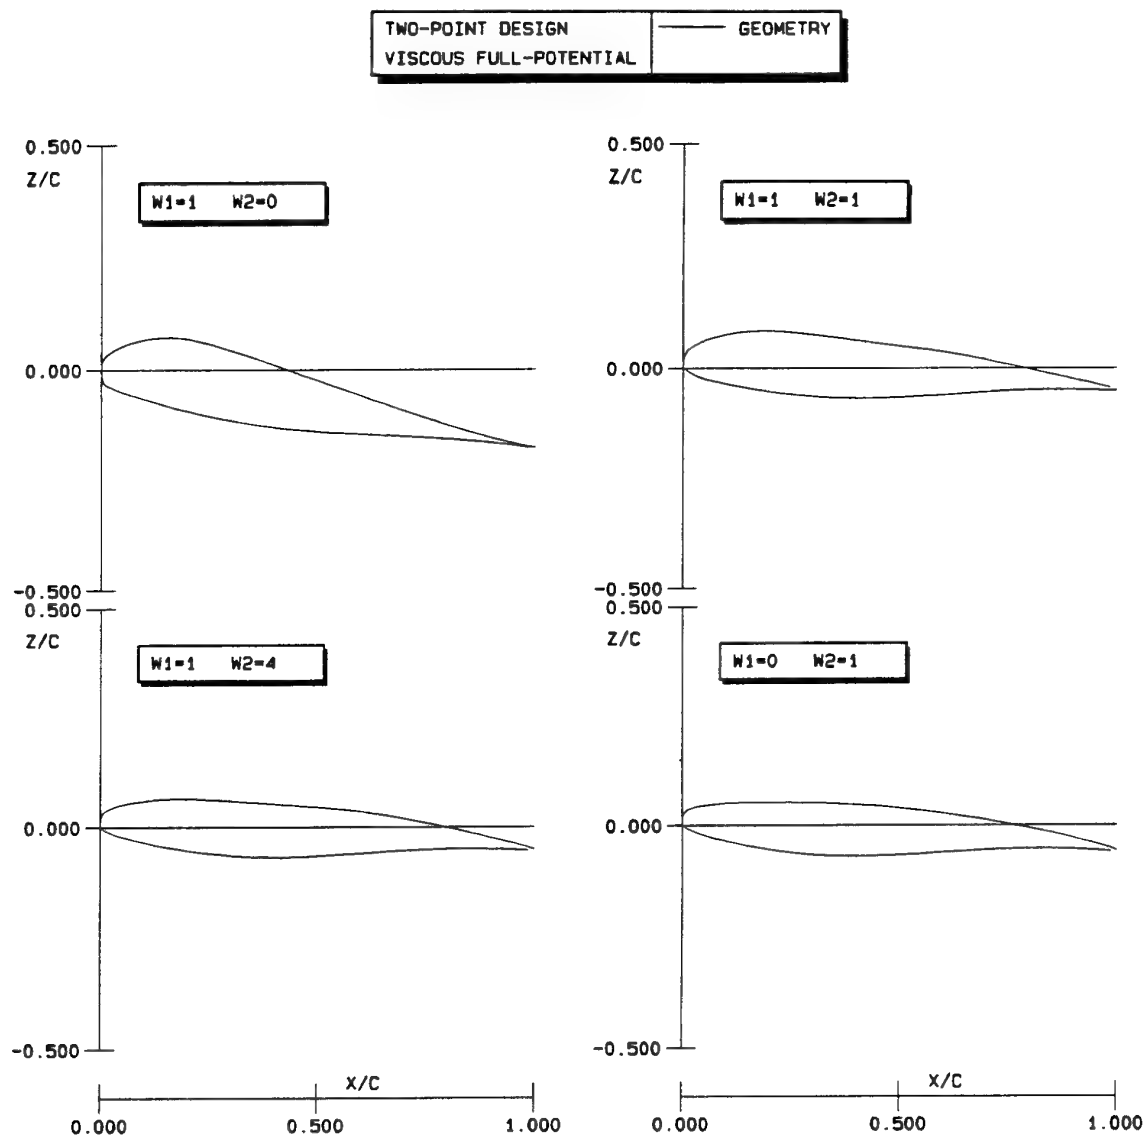 TWO-POINT DESIGN
VISCOUS FULL-POTENTIAL
GEOMETRY
0.500
Z/C
W1=1 W2=0
0.000
-0.500
0.500
Z/C
W1=1 W2=1
0.000
-0.500
0.500
Z/C
W1=1 W2=4
0.000
-0.500
X/C
0.000 0.500 1.000
0.500
Z/C
W1=0 W2=1
0.000
-0.500
X/C
0.000 0.500 1.000